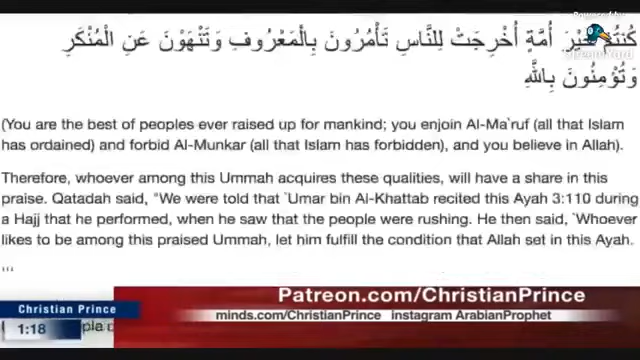 كُنتُمْ خَيْرَ أُمَّةٍ أُخْرِجَتْ لِلنَّاسِ تَأْمُرُونَ بِالْمَعْرُوفِ وَتَنْهَوْنَ عَنِ الْمُنْكَرِ
وَتُؤْمِنُونَ بِاللَّهِ
(You are the best of peoples ever raised up for mankind; you enjoin Al-Ma`ruf (all that Islam
has ordained) and forbid Al-Munkar (all that Islam has forbidden), and you believe in Allah).
Therefore, whoever among this Ummah acquires these qualities, will have a share in this
praise. Qatadah said, "We were told that `Umar bin Al-Khattab recited this Ayah 3:110 during
a Hajj that he performed, when he saw that the people were rushing. He then said, `Whoever
likes to be among this praised Ummah, let him fulfill the condition that Allah set in this Ayah.
'''
Patreon.com/ChristianPrince
Christian Prince
minds.com/ChristianPrince instagram ArabianProphet
1:18